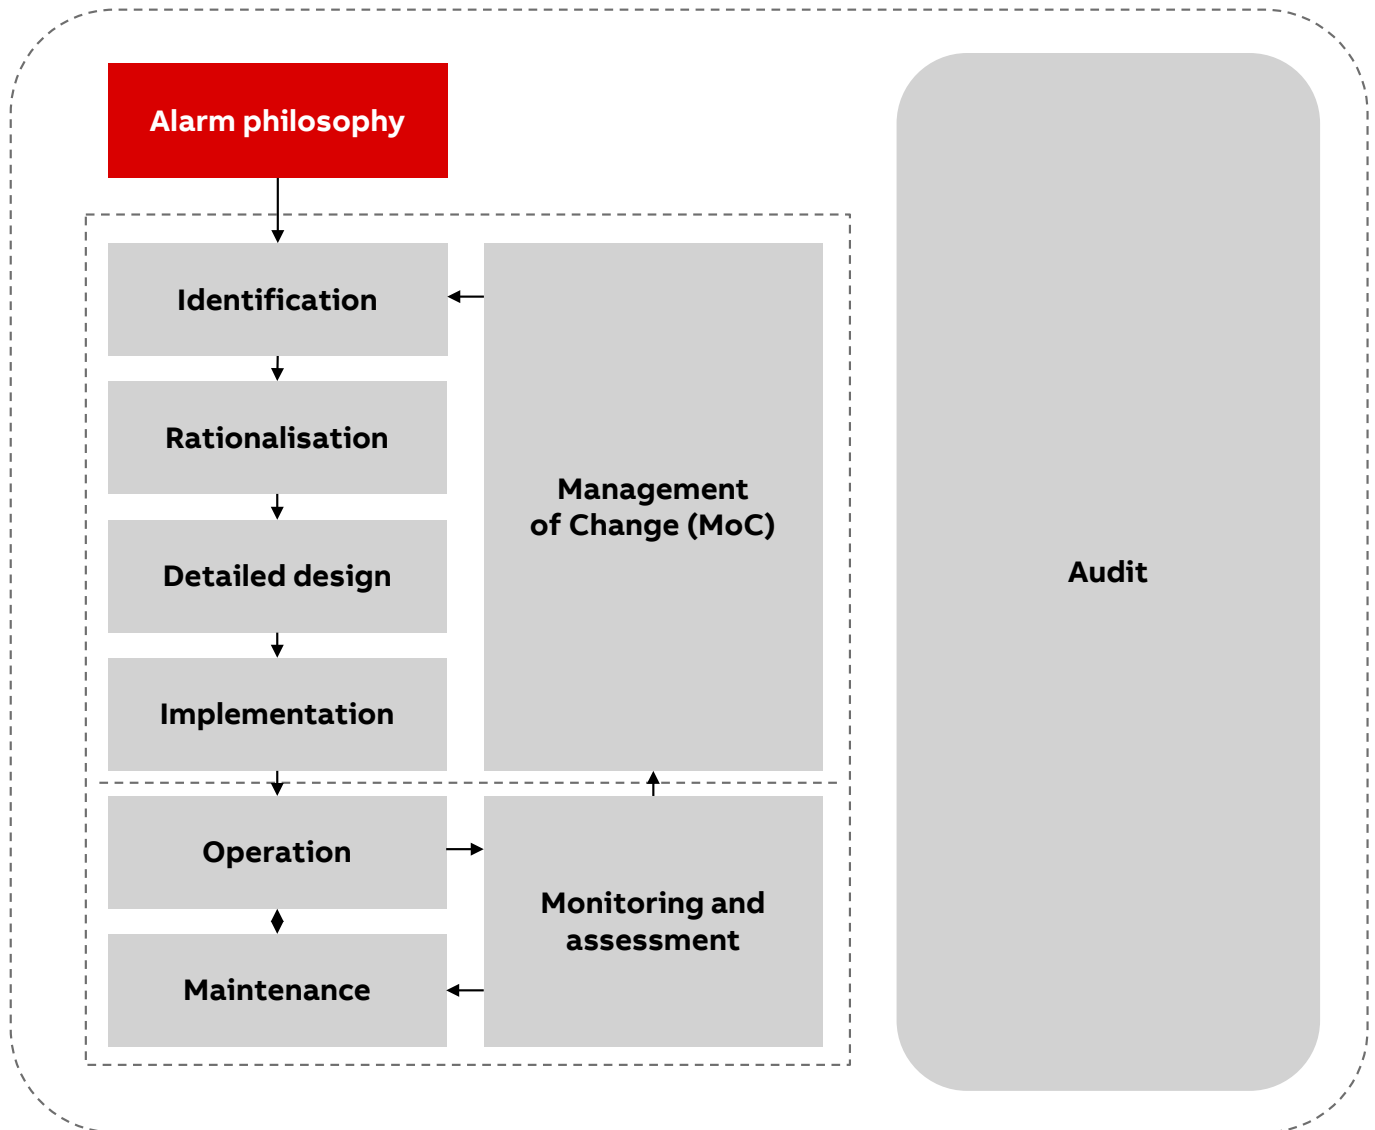 Alarm philosophy
Identification
Rationalisation
Detailed design
Implementation
Operation
Maintenance
Management
of Change (MoC)
Monitoring and
assessment
Audit